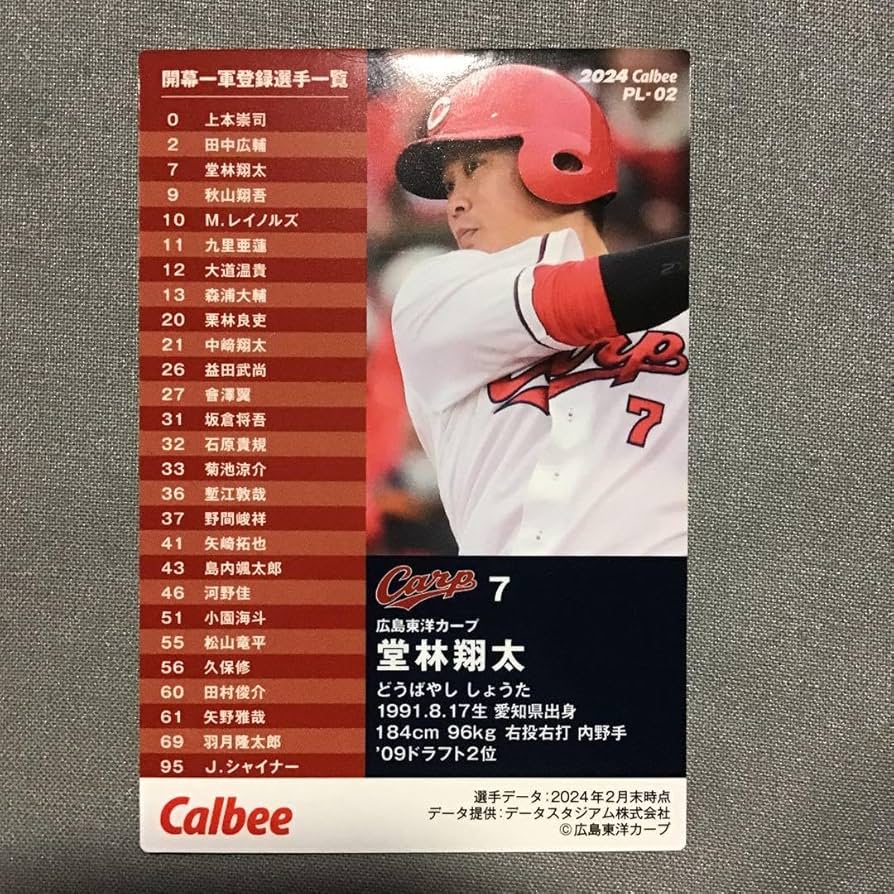 開幕一軍登録選手一覧
0 上本崇司
2 田中広輔
7 堂林翔太
9 秋山翔吾
10 M.レイノルズ
11 九里亜蓮
12 大道温貴
13 森浦大輔
20 栗林良吏
21 中﨑翔太
26 益田武尚
27 會澤翼
31 坂倉将吾
32 石原貴規
33 菊池涼介
36 塹江敦哉
37 野間峻祥
41 矢崎拓也
43 島内颯太郎
46 河野佳
51 小園海斗
55 松山竜平
56 久保修
60 田村俊介
61 矢野雅哉
69 羽月隆太郎
95 J.シャイナー
2024 Calbee
PL-02
C
Carp
7
Carp 7
広島東洋カープ
堂林翔太
どうばやし しょうた
1991.8.17生 愛知県出身
184cm 96kg 右投右打 内野手
'09ドラフト2位
Calbee
選手データ:2024年2月末時点
データ提供:データスタジアム株式会社
©広島東洋カープ